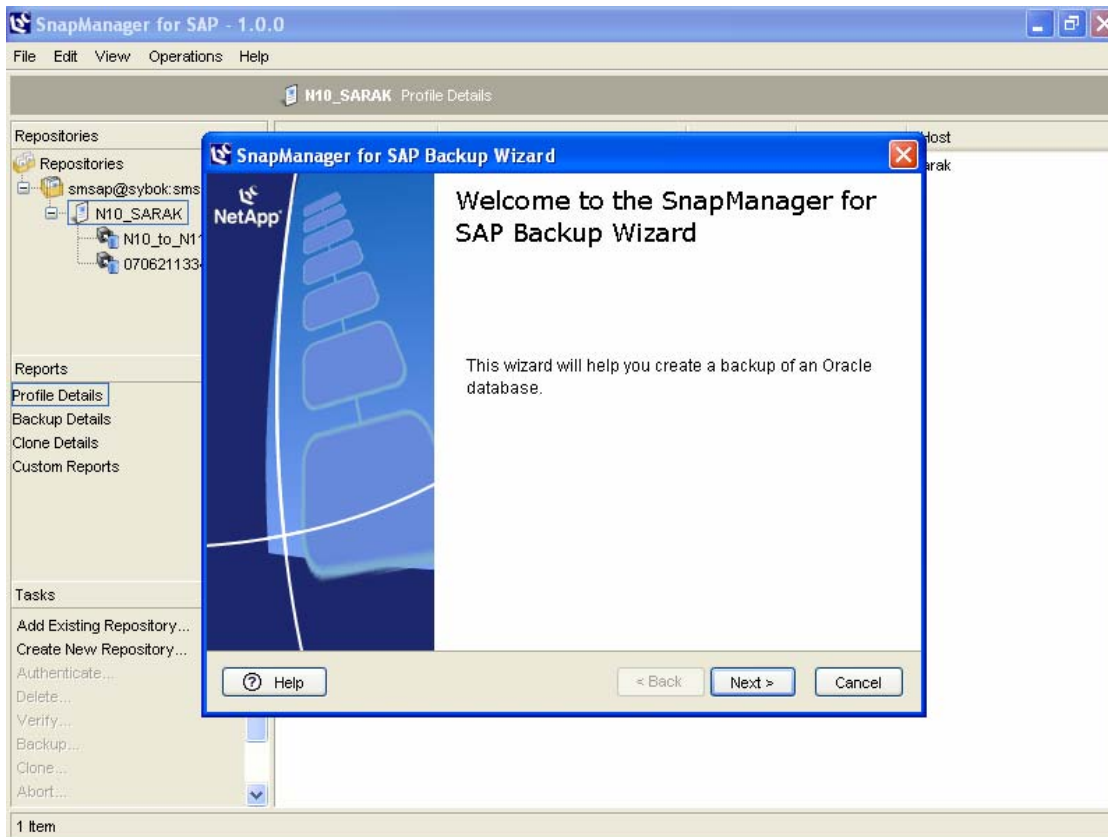 SnapManager for SAP - 1.0.0
File Edit View Operations Help
N10_SARAK Profile Details
Repositories
Host
Repositories
arak
smsap@sybok:sms
N10_SARAK
N10_to_N1
070621133
Reports
Profile Details
Backup Details
Clone Details
Custom Reports
Tasks
Add Existing Repository...
Create New Repository...
Authenticate...
Delete...
Verify...
Backup...
Clone...
Abort...
1 Item
SnapManager for SAP Backup Wizard
NetApp
Welcome to the SnapManager for
SAP Backup Wizard
This wizard will help you create a backup of an Oracle
database.
Help
< Back
Next >
Cancel